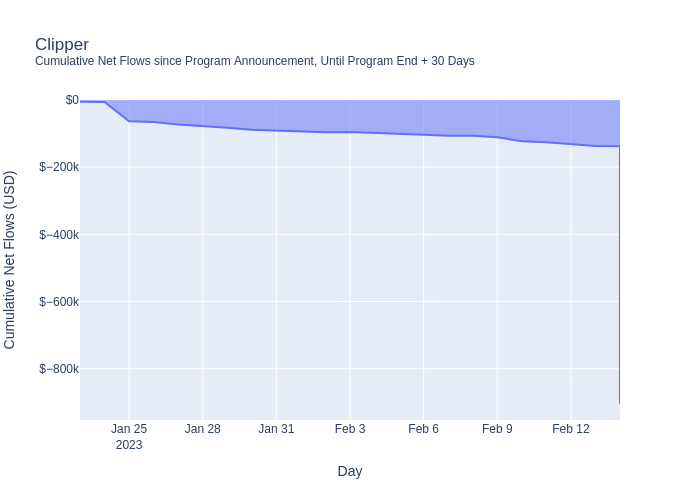 Clipper
Cumulative Net Flows since Program Announcement, Until Program End + 30 Days
Cumulative Net Flows (USD)
$0
$−200k
$−400k
$−600k
$−800k
Jan 25
2023
Jan 28
Jan 31
Feb 3
Feb 6
Feb 9
Feb 12
Day